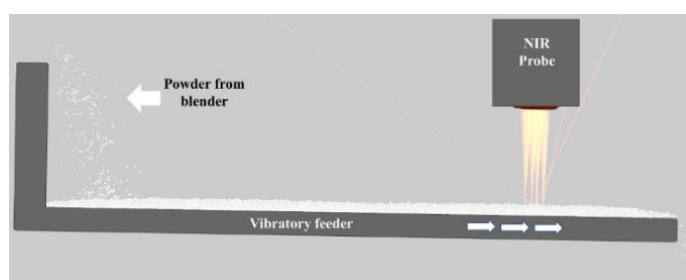 NIR
Probe
Powder from
blender
Vibratory feeder